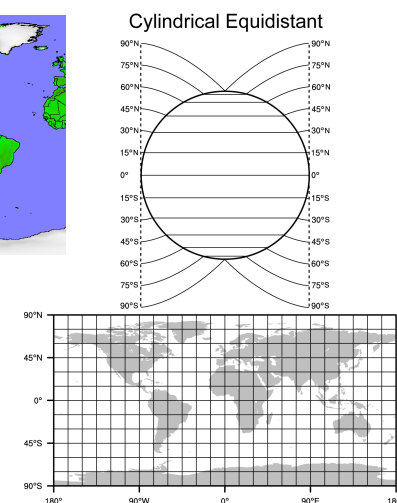 Cylindrical Equidistant
90°N 90°N
75°N 75°N
60°N 60°N
45°N 45°N
30°N 30°N
15°N 15°N
0° 0°
15°S 15°S
30°S 30°S
45°S 45°S
60°S 60°S
75°S 75°S
90°S 90°S
90°N
45°N
0°
45°S
90°S
180° 90°W 0° 90°E 18